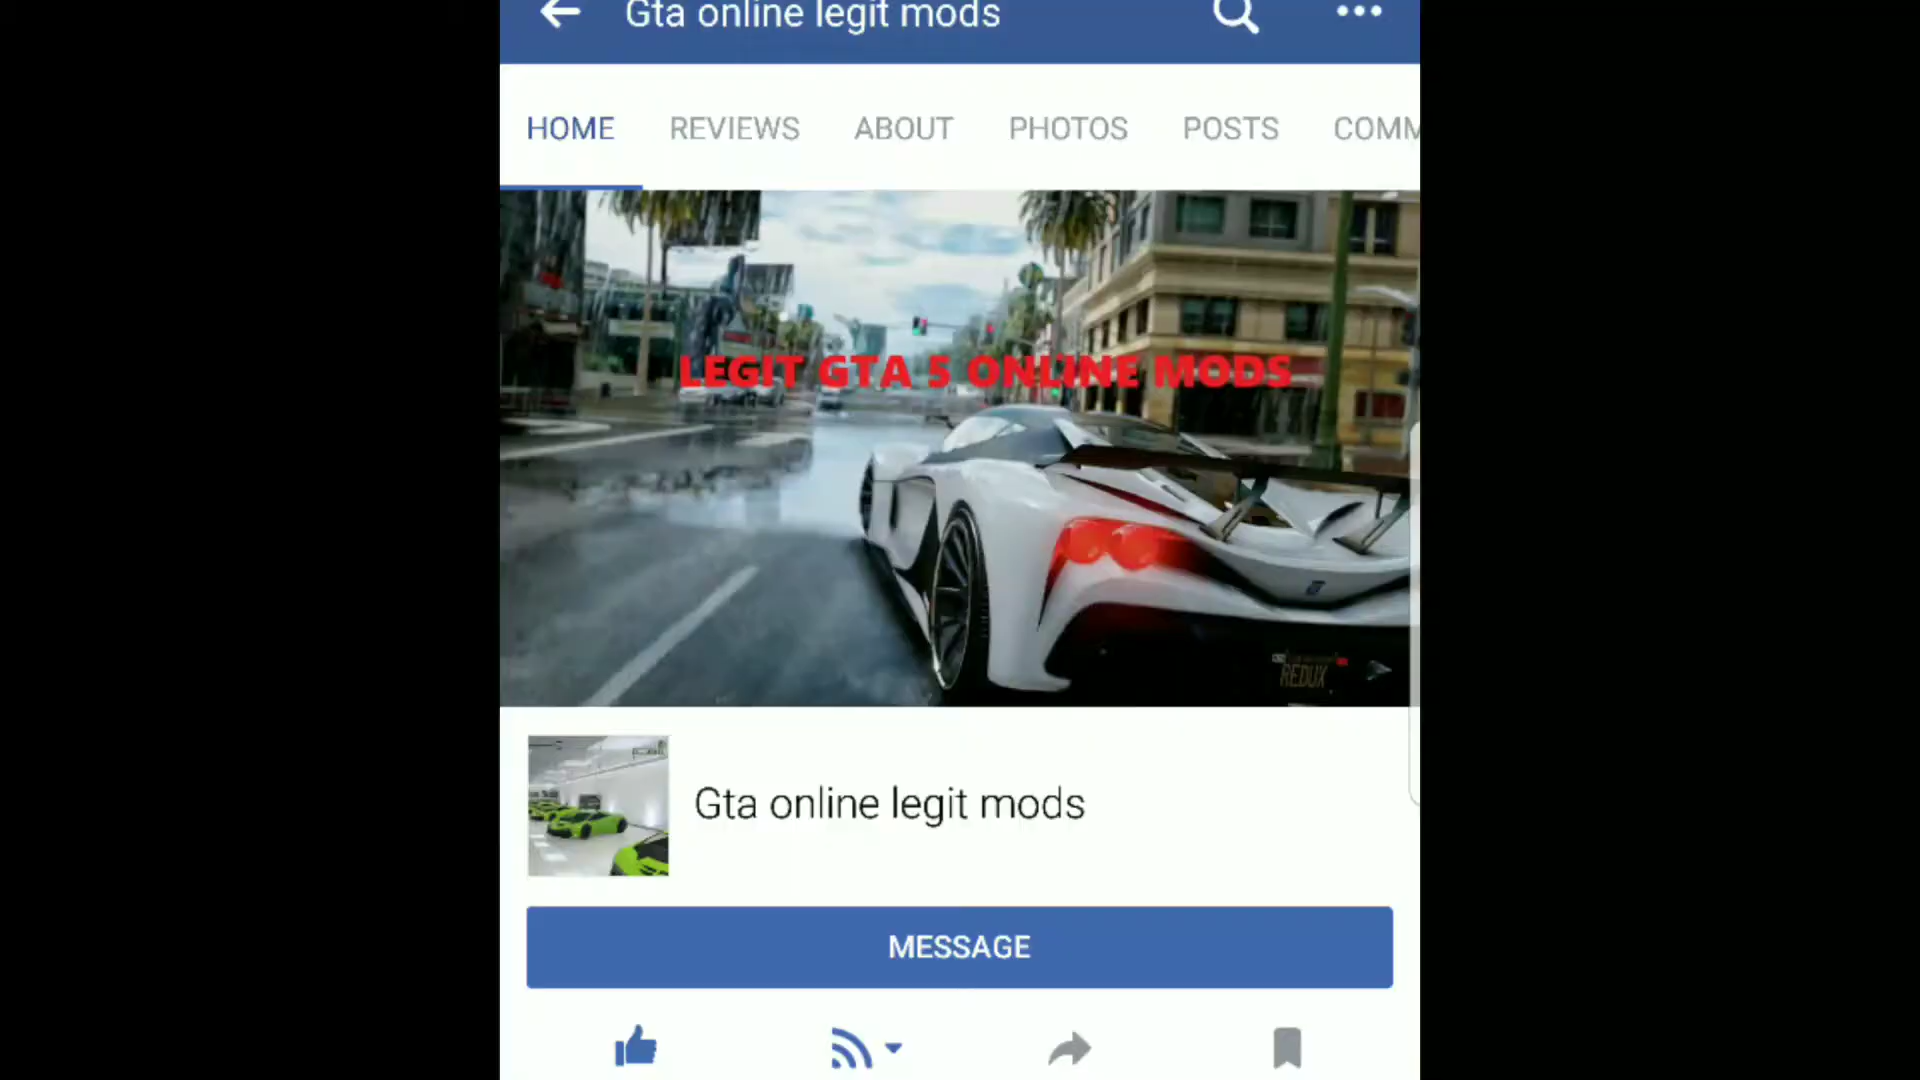 Gta online legit mods
HOME REVIEWS ABOUT PHOTOS POSTS COMM
LEGIT GTA 5 ONLINE MODS
REDUX
Gta online legit mods
MESSAGE